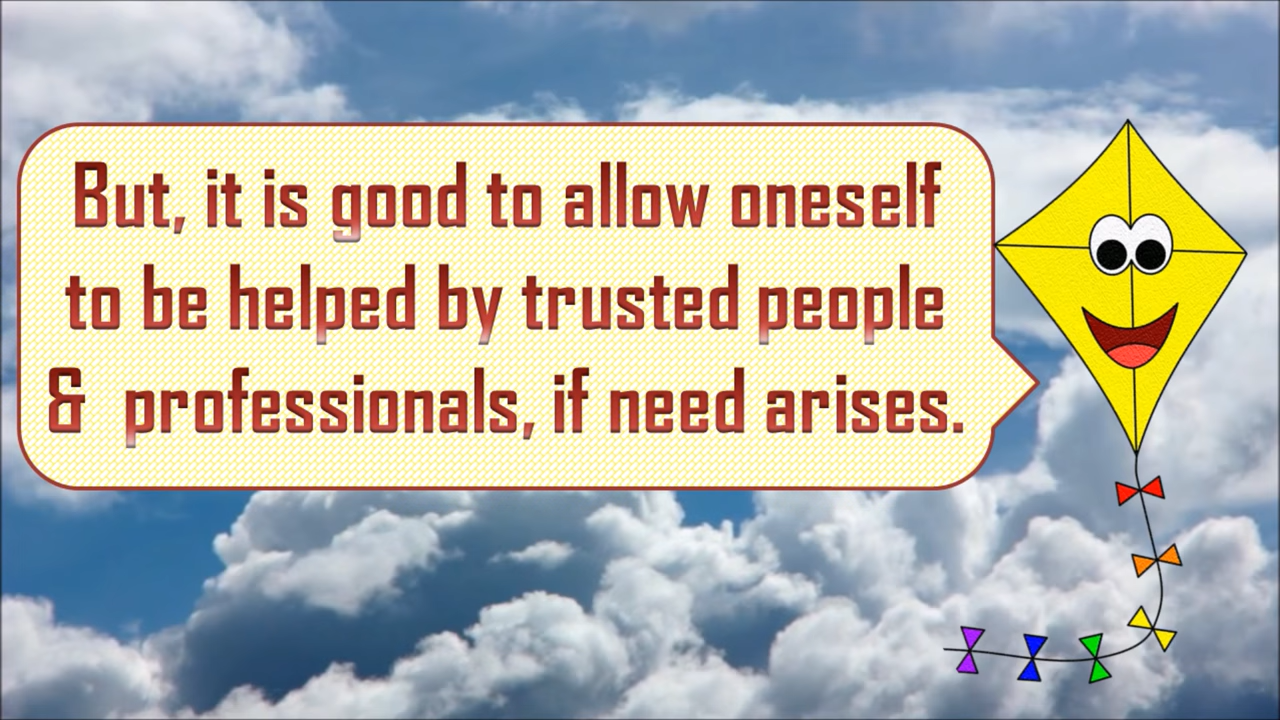 But, it is good to allow oneself
to be helped by trusted people
& professionals, if need arises.